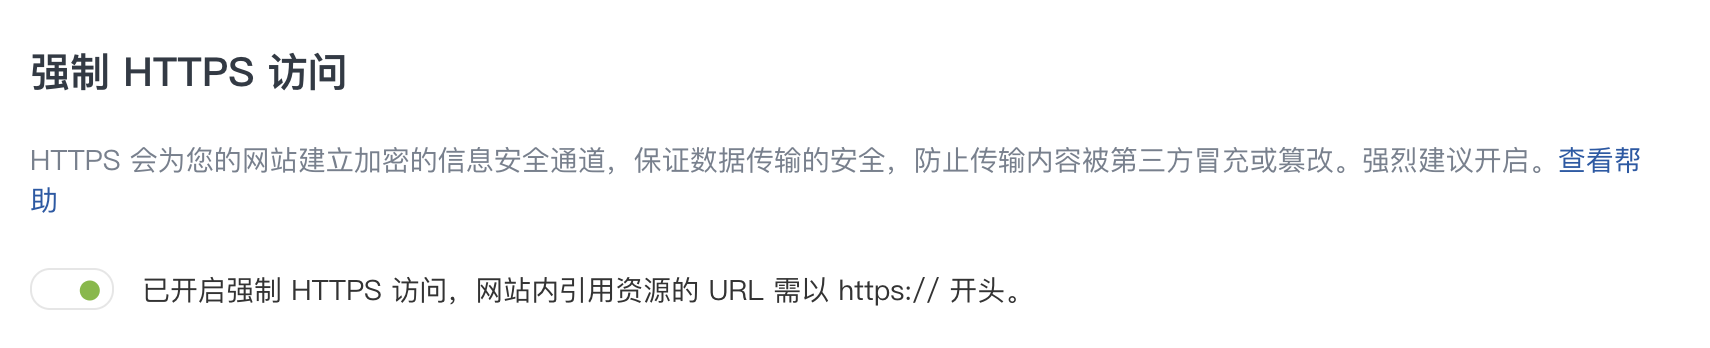 强制 HTTPS 访问
HTTPS 会为您的网站建立加密的信息安全通道，保证数据传输的安全，防止传输内容被第三方冒充或篡改。强烈建议开启。查看帮
助
已开启强制 HTTPS 访问，网站内引用资源的 URL 需以 https:// 开头。